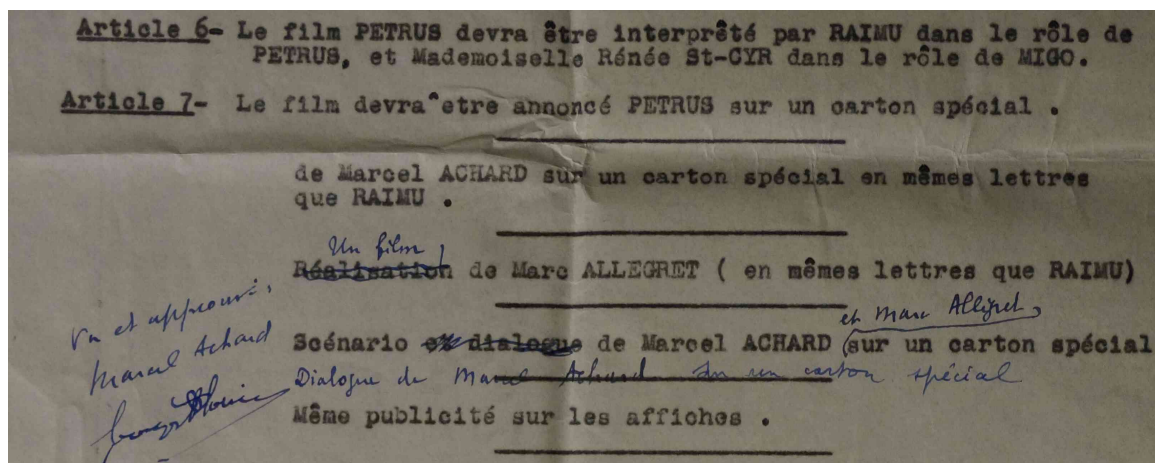 Article 6- Le film PETRUS devra être interprêté par RAIMU dans le rôle de
PETRUS, et Mademoiselle Rénée St-CYR dans le rôle de MIGO.
Article 7- Le film devra^etre annoncé PETRUS sur un carton spécial .
de Marcel ACHARD sur un carton spécial en mêmes lettres
que RAIMU .
Un film
Réalisation de Marc ALLEGRET ( en mêmes lettres que RAIMU)
et Marc Allégret,
Scénario et dialogue de Marcel ACHARD (sur un carton spécial
Dialogue de Marcel Achard sur un carton spécial
Même publicité sur les affiches .
Vu et approuvé,
Marcel Achard